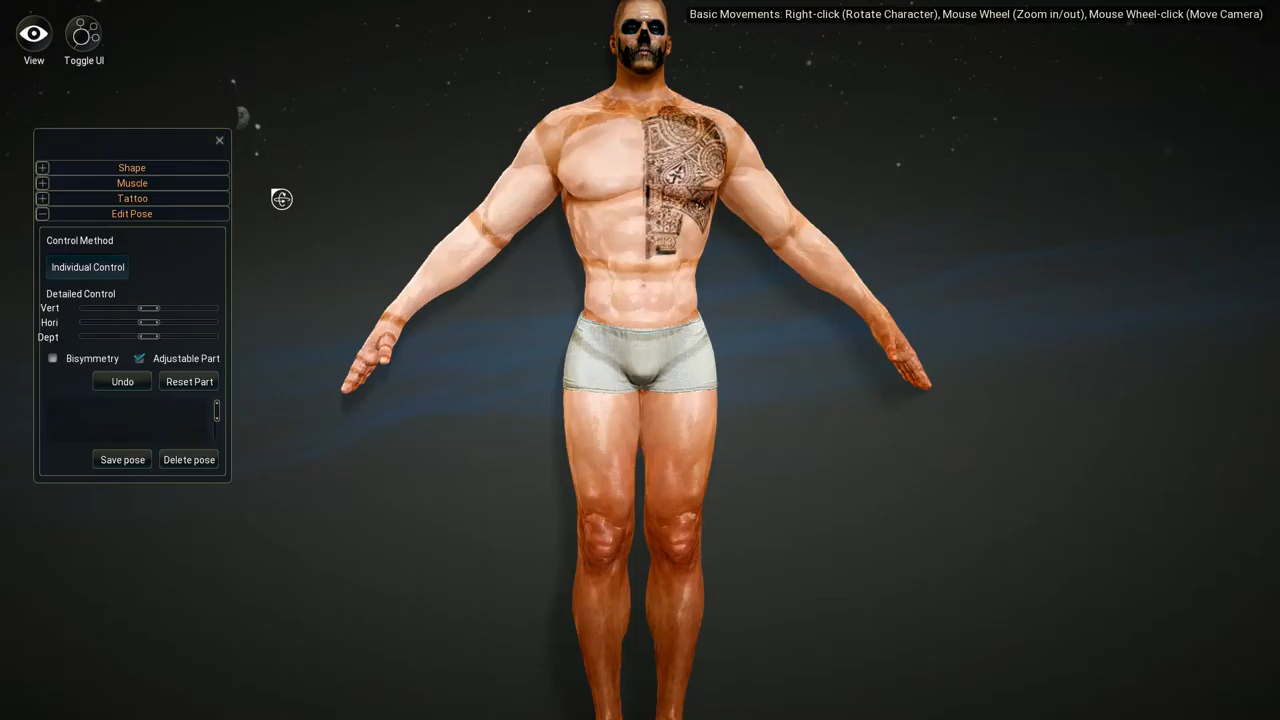 Basic Movements: Right-click (Rotate Character), Mouse Wheel (Zoom in/out), Mouse Wheel-click (Move Camera)
View Toggle UI
Shape
Muscle
Tattoo
Edit Pose
Control Method
Individual Control
Detailed Control
Vert
Hori
Dept
Bisymmetry Adjustable Part
Undo Reset Part
Save pose Delete pose